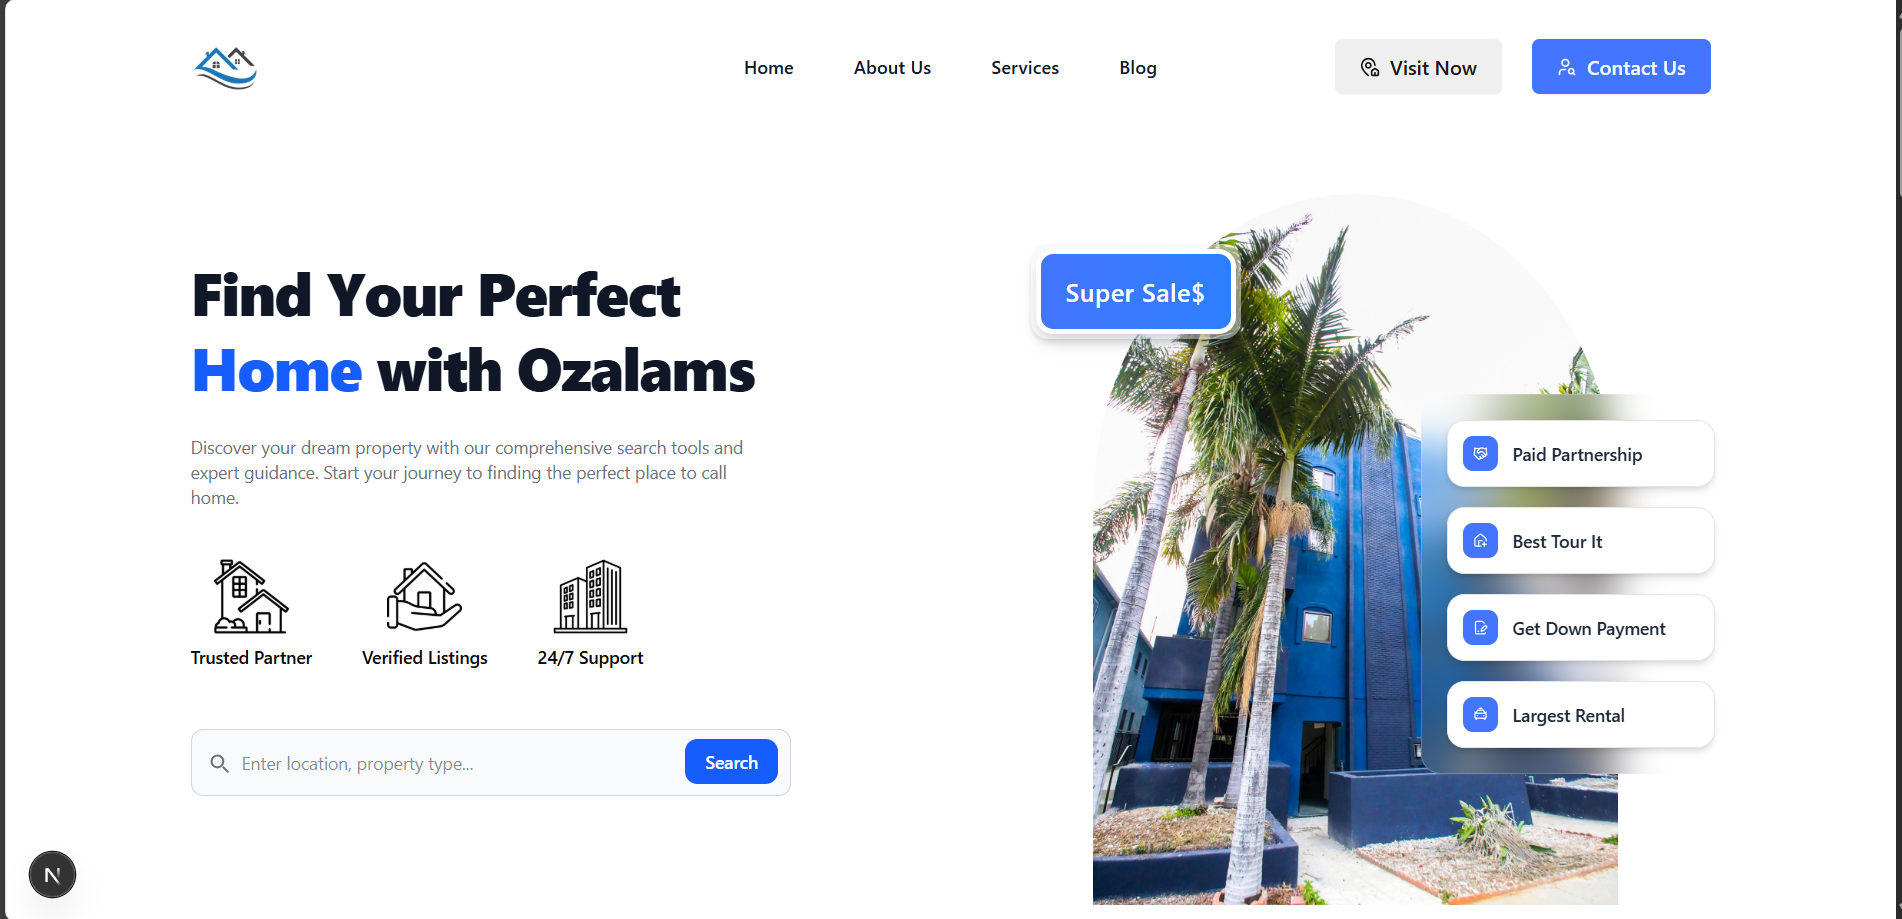 Home
About Us
Services
Blog
Visit Now
Contact Us
Super Sale$
Find Your Perfect
Home with Ozalams
Discover your dream property with our comprehensive search tools and
expert guidance. Start your journey to finding the perfect place to call
home.
Trusted Partner
Verified Listings
24/7 Support
Enter location, property type...
Search
Paid Partnership
Best Tour It
Get Down Payment
Largest Rental
N